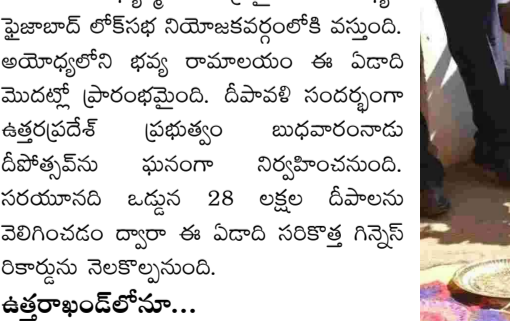 ఫైజాబాద్ లోక్‌సభ నియోజకవర్గంలోకి వస్తుంది.
అయోధ్యలోని భవ్య రామాలయం ఈ ఏడాది
మొదట్లో ప్రారంభమైంది. దీపావళి సందర్భంగా
ఉత్తరప్రదేశ్ ప్రభుత్వం బుధవారంనాడు
దీపోత్సవ్‌ను ఘనంగా నిర్వహించనుంది.
సరయూనది ఒడ్డున 28 లక్షల దీపాలను
వెలిగించడం ద్వారా ఈ ఏడాది సరికొత్త గిన్నెస్
రికార్డును నెలకొల్పనుంది.
ఉత్తరాఖండ్‌లోనూ...